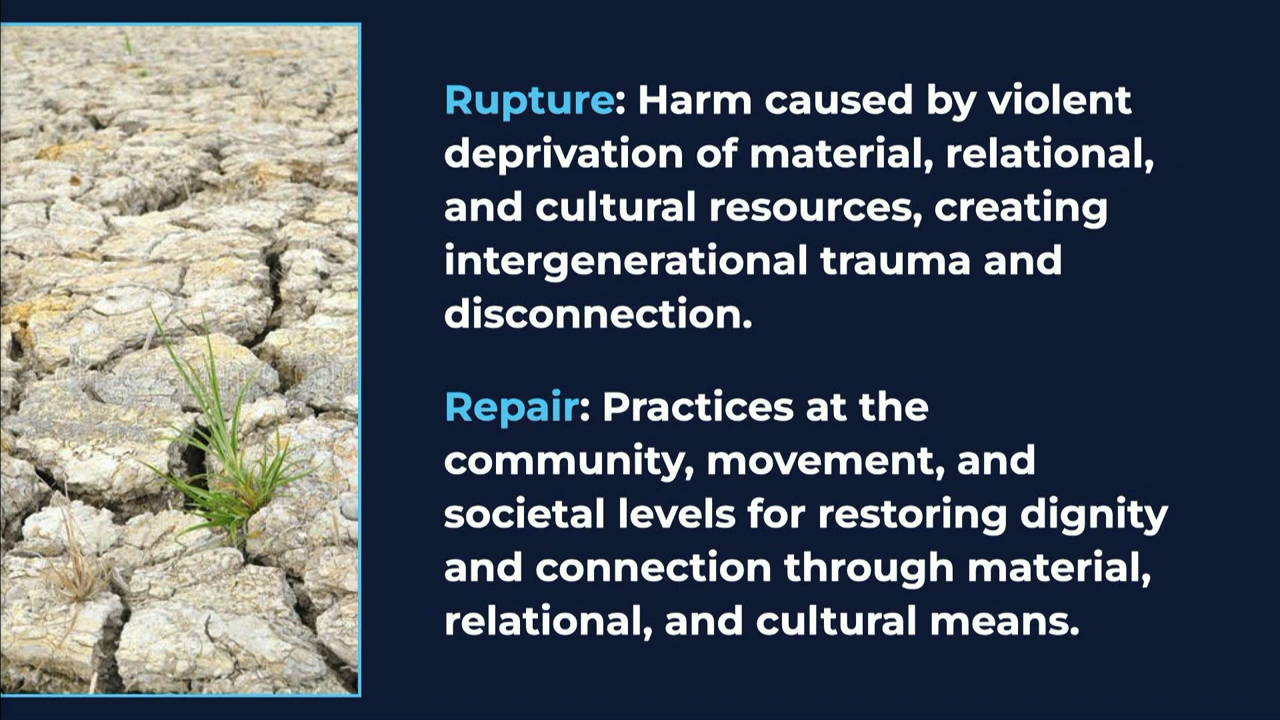 Rupture: Harm caused by violent
deprivation of material, relational,
and cultural resources, creating
intergenerational trauma and
disconnection.
Repair: Practices at the
community, movement, and
societal levels for restoring dignity
and connection through material,
relational, and cultural means.